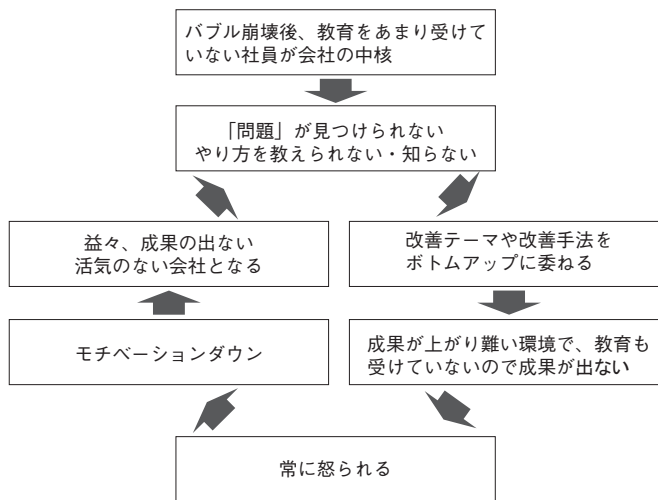 バブル崩壊後、教育をあまり受けて
いない社員が会社の中核
「問題」が見つけられない
やり方を教えられない・知らない
益々、成果の出ない
活気のない会社となる
改善テーマや改善手法を
ボトムアップに委ねる
モチベーションダウン
成果が上がり難い環境で、教育も
受けていないので成果が出ない
常に怒られる